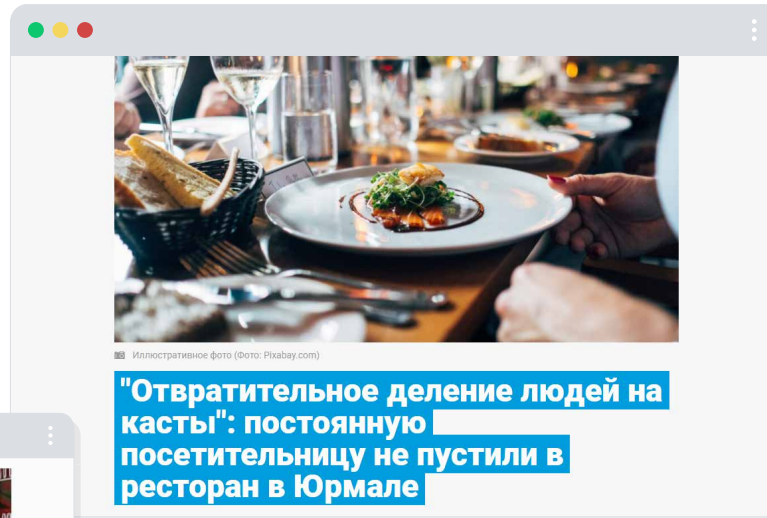 Иллюстративное фото (Фото: Pixabay.com)
"Отвратительное деление людей на
касты": постоянную
посетительницу не пустили в
ресторан в Юрмале